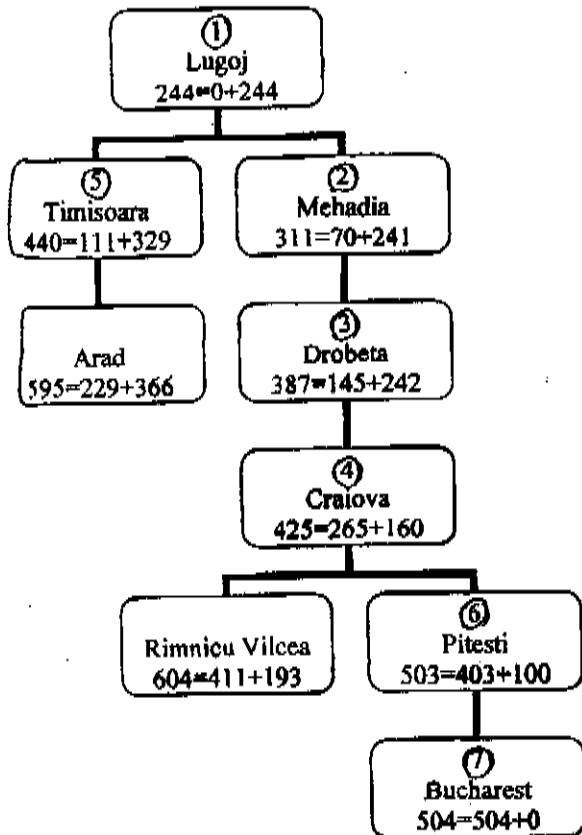 1
Lugoj
244=0+244
5
Timisoara
440=111+329
2
Mehadia
311=70+241
Arad
595=229+366
3
Drobeta
387=145+242
4
Craiova
425=265+160
Rimnicu Vilcea
604=411+193
6
Pitesti
503=403+100
7
Bucharest
504=504+0